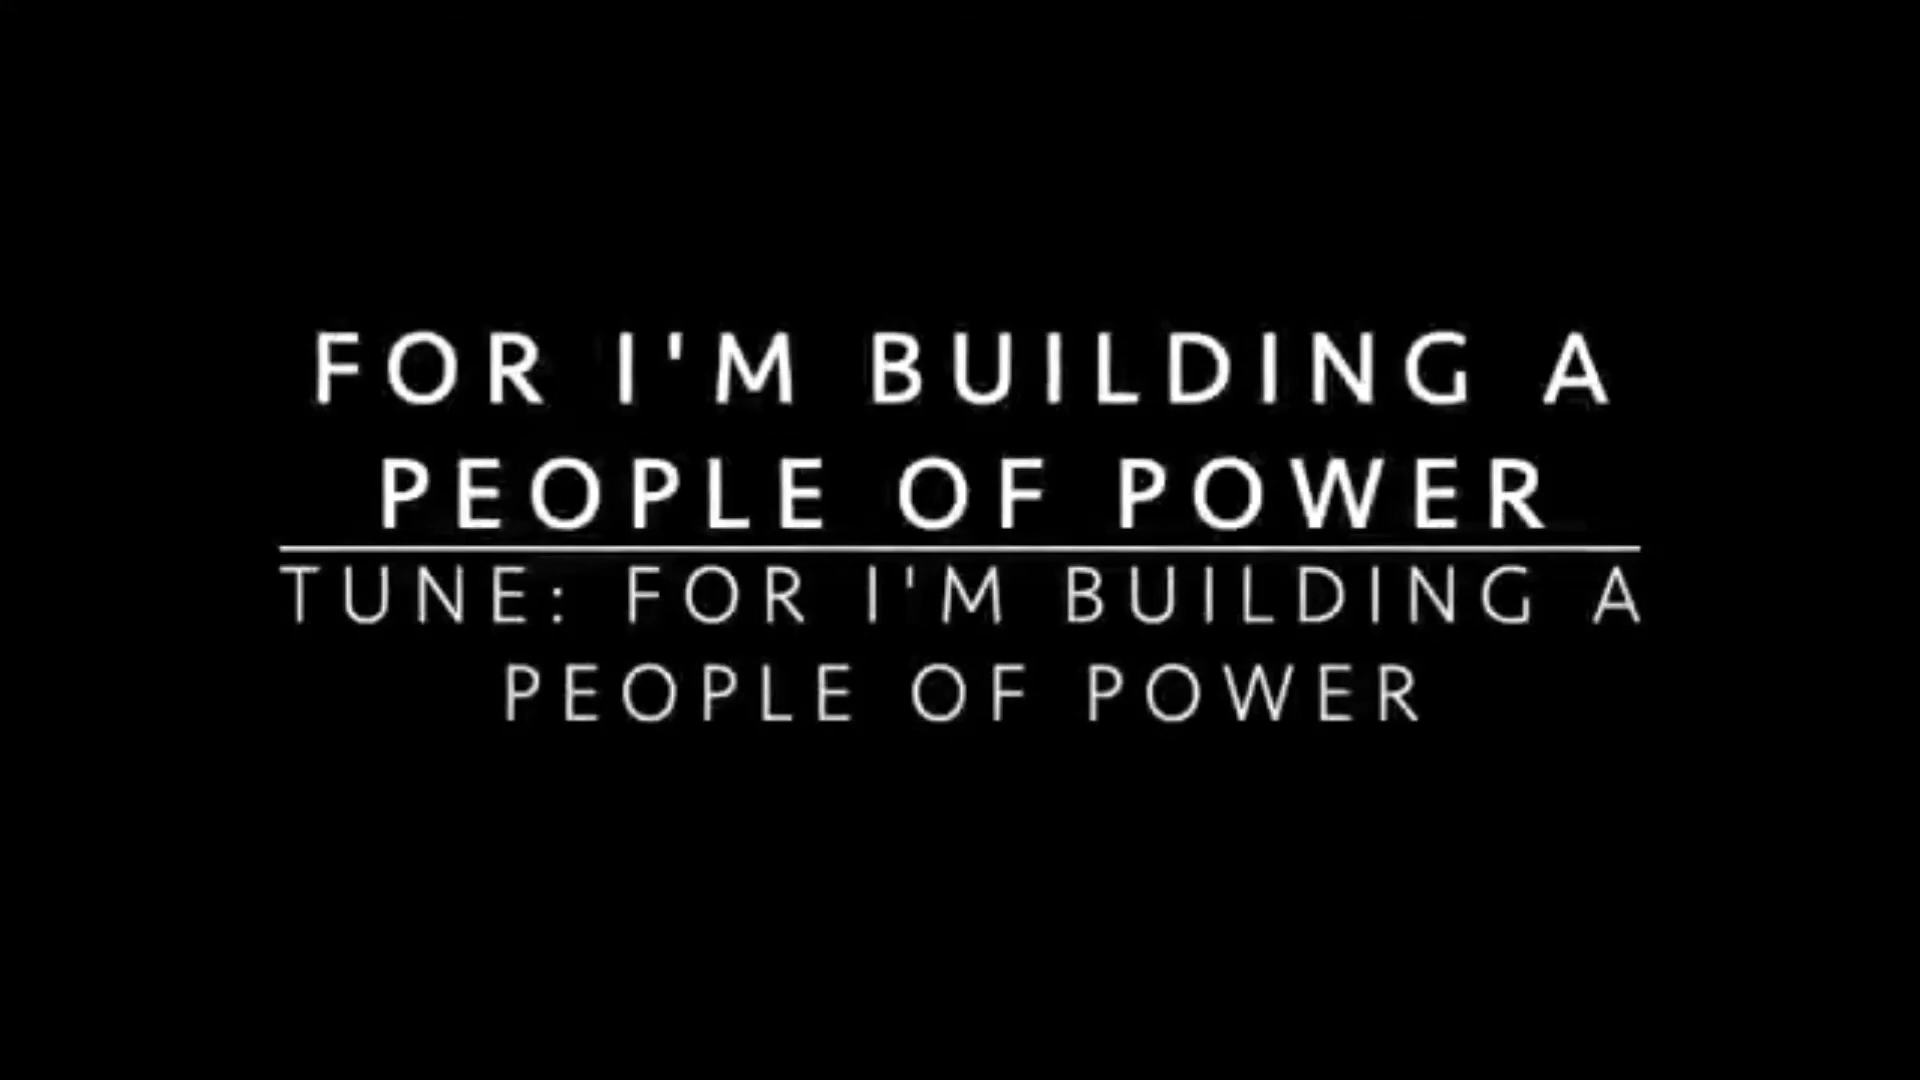 FOR I'M BUILDING A
PEOPLE OF POWER
TUNE: FOR I'M BUILDING A
PEOPLE OF POWER